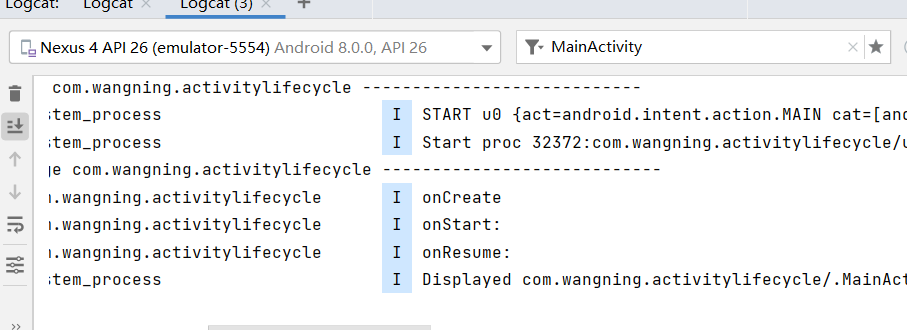 Logcat: Logcat × Logcat (3) × +
Nexus 4 API 26 (emulator-5554) Android 8.0.0, API 26 MainActivity ×
com.wangning.activitylifecycle ----------------------------
stem_process I START u0 {act=android.intent.action.MAIN cat=[and
stem_process I Start proc 32372:com.wangning.activitylifecycle/u
ge com.wangning.activitylifecycle ----------------------------
n.wangning.activitylifecycle I onCreate
n.wangning.activitylifecycle I onStart:
n.wangning.activitylifecycle I onResume:
stem_process I Displayed com.wangning.activitylifecycle/.MainAct